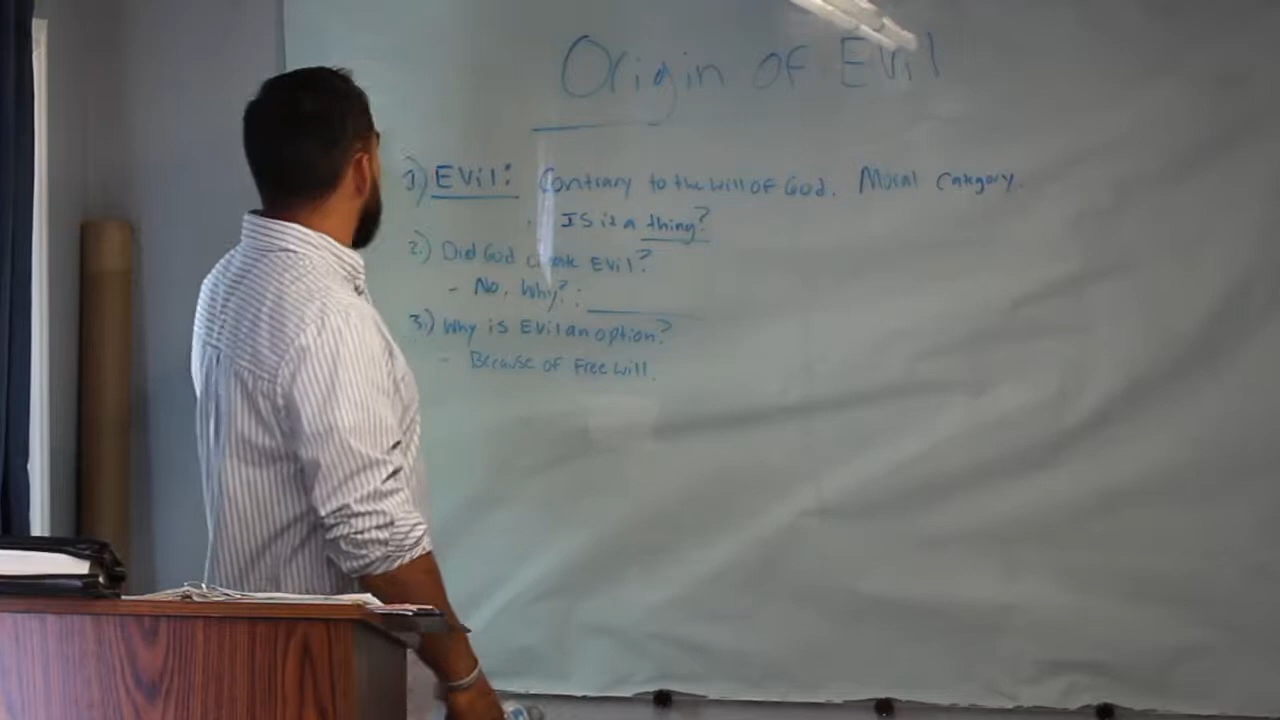 Origin of Evil
1) Evil: Contrary to the will of God. Moral Category.
- Is it a thing?
2.) Did God create Evil?
- No, Why?: ______
3.) Why is Evil an option?
- Because of Free will.